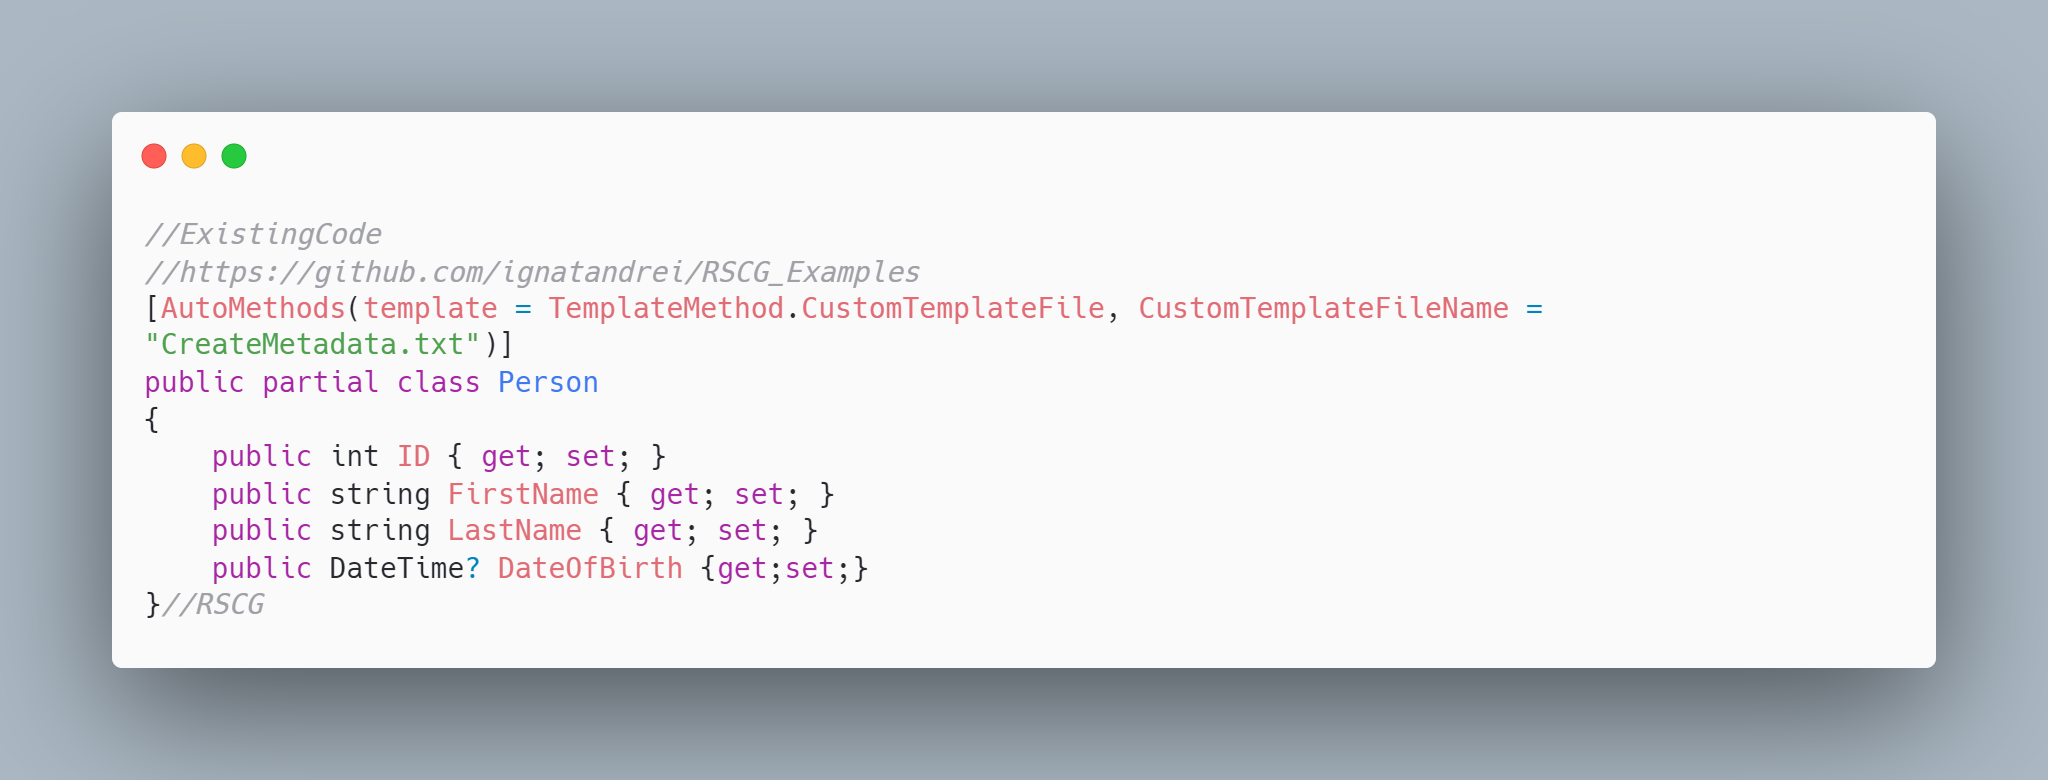 //ExistingCode
//https://github.com/ignatandrei/RSCG_Examples
[AutoMethods(template = TemplateMethod.CustomTemplateFile, CustomTemplateFileName =
"CreateMetadata.txt")]
public partial class Person
{
    public int ID { get; set; }
    public string FirstName { get; set; }
    public string LastName { get; set; }
    public DateTime? DateOfBirth {get;set;}
}//RSCG